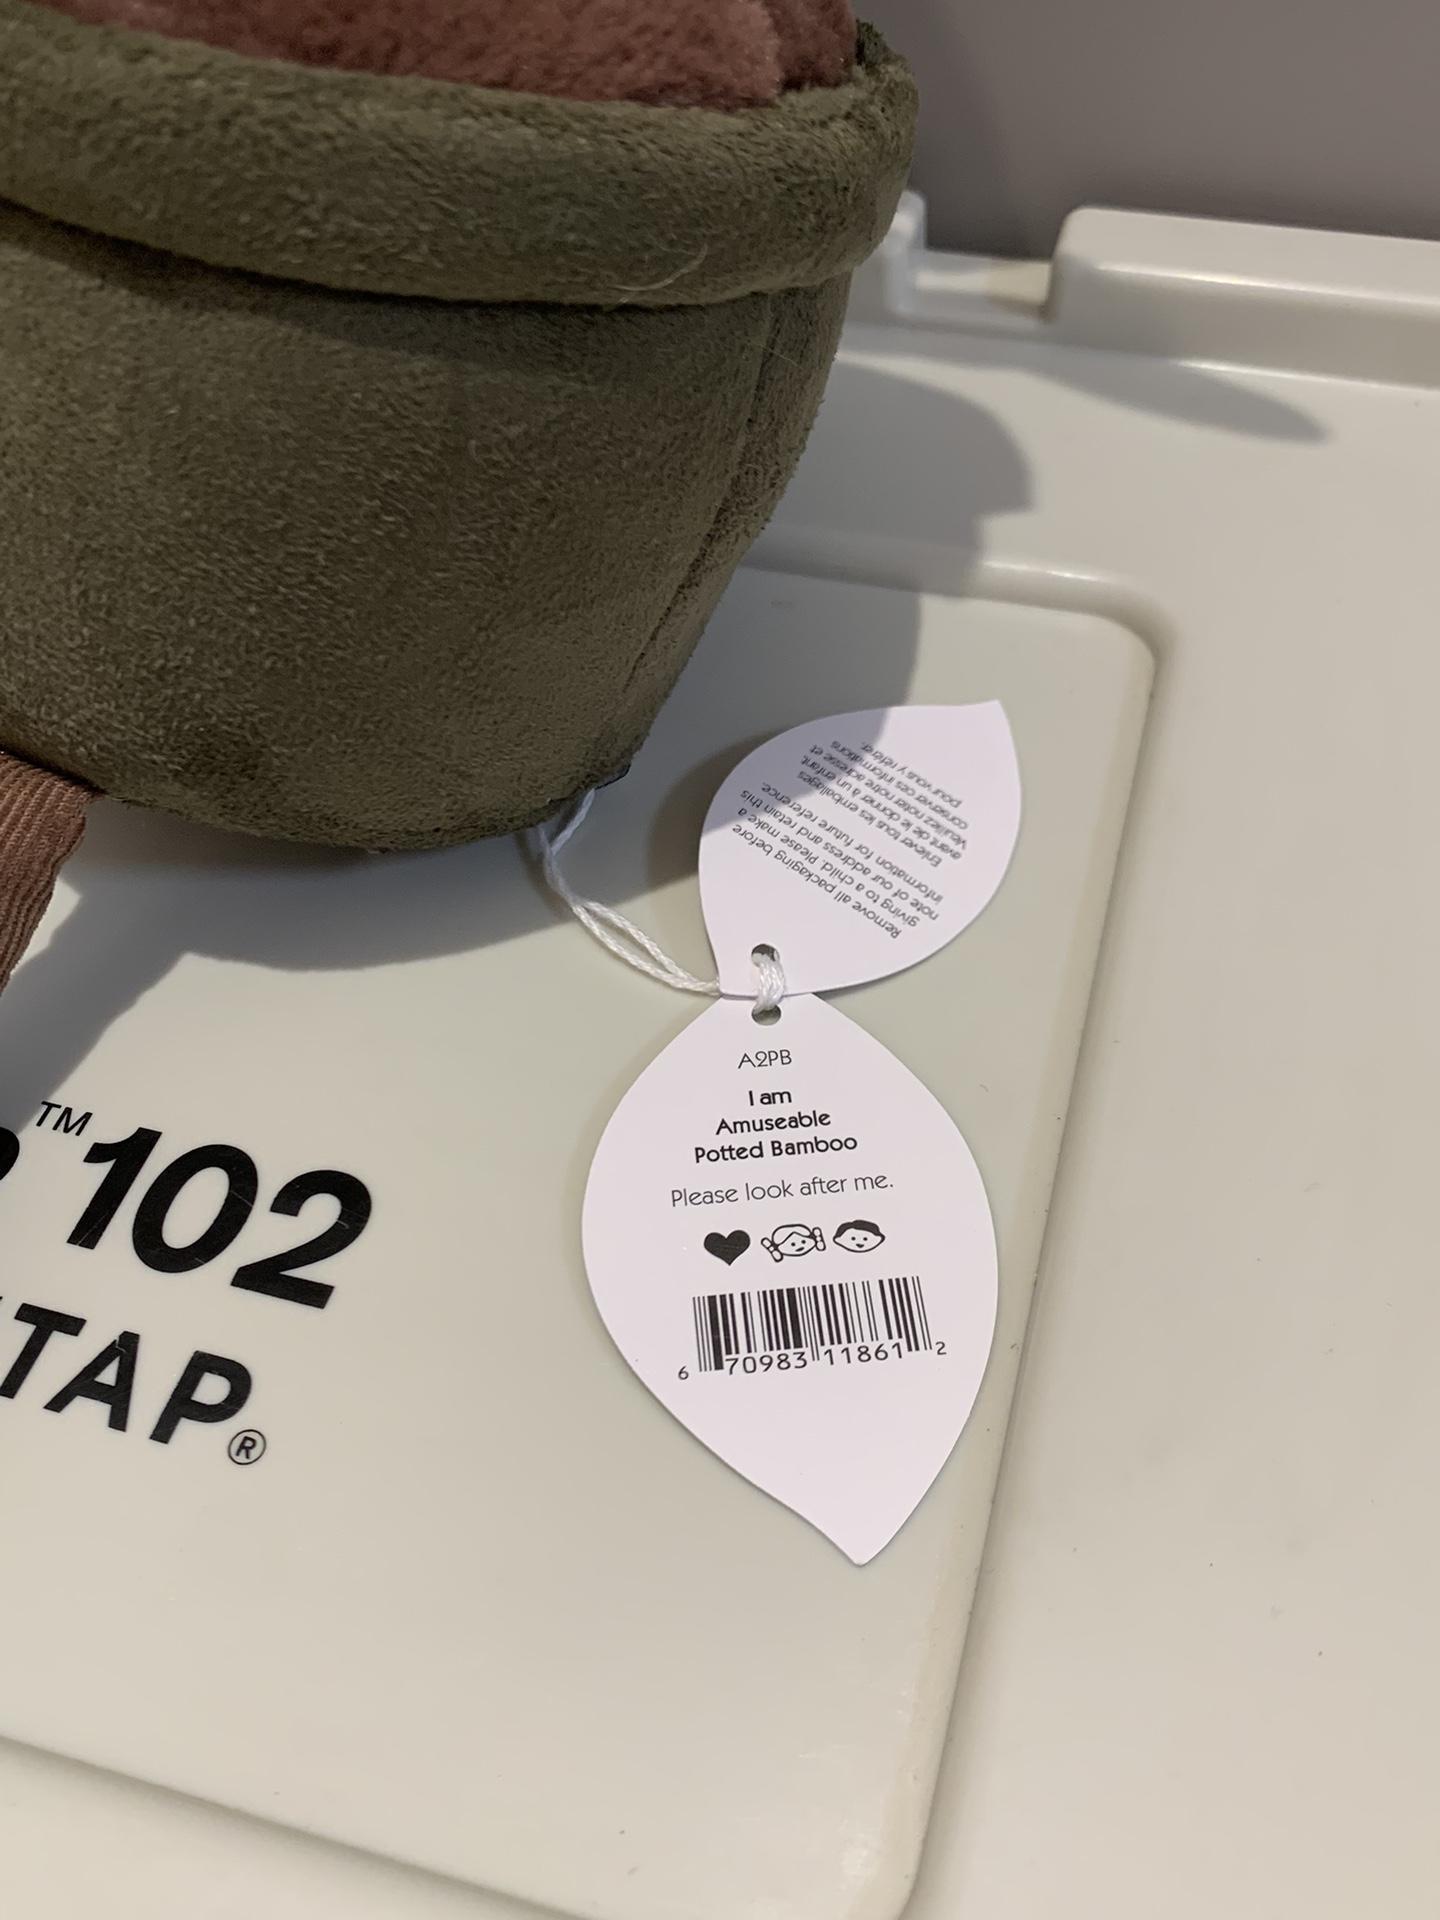 Remove all packaging before
giving to a child. Please make a
note of our address and retain this
information for future reference.
Enlever tous les emballages
avant de le donner à un enfant.
Veuillez noter notre adresse et
conserver ces informations
pour vous y référer.
A2PB
I am
Amuseable
Potted Bamboo
Please look after me.
6 70983 11861 2
™ 102
TAP®